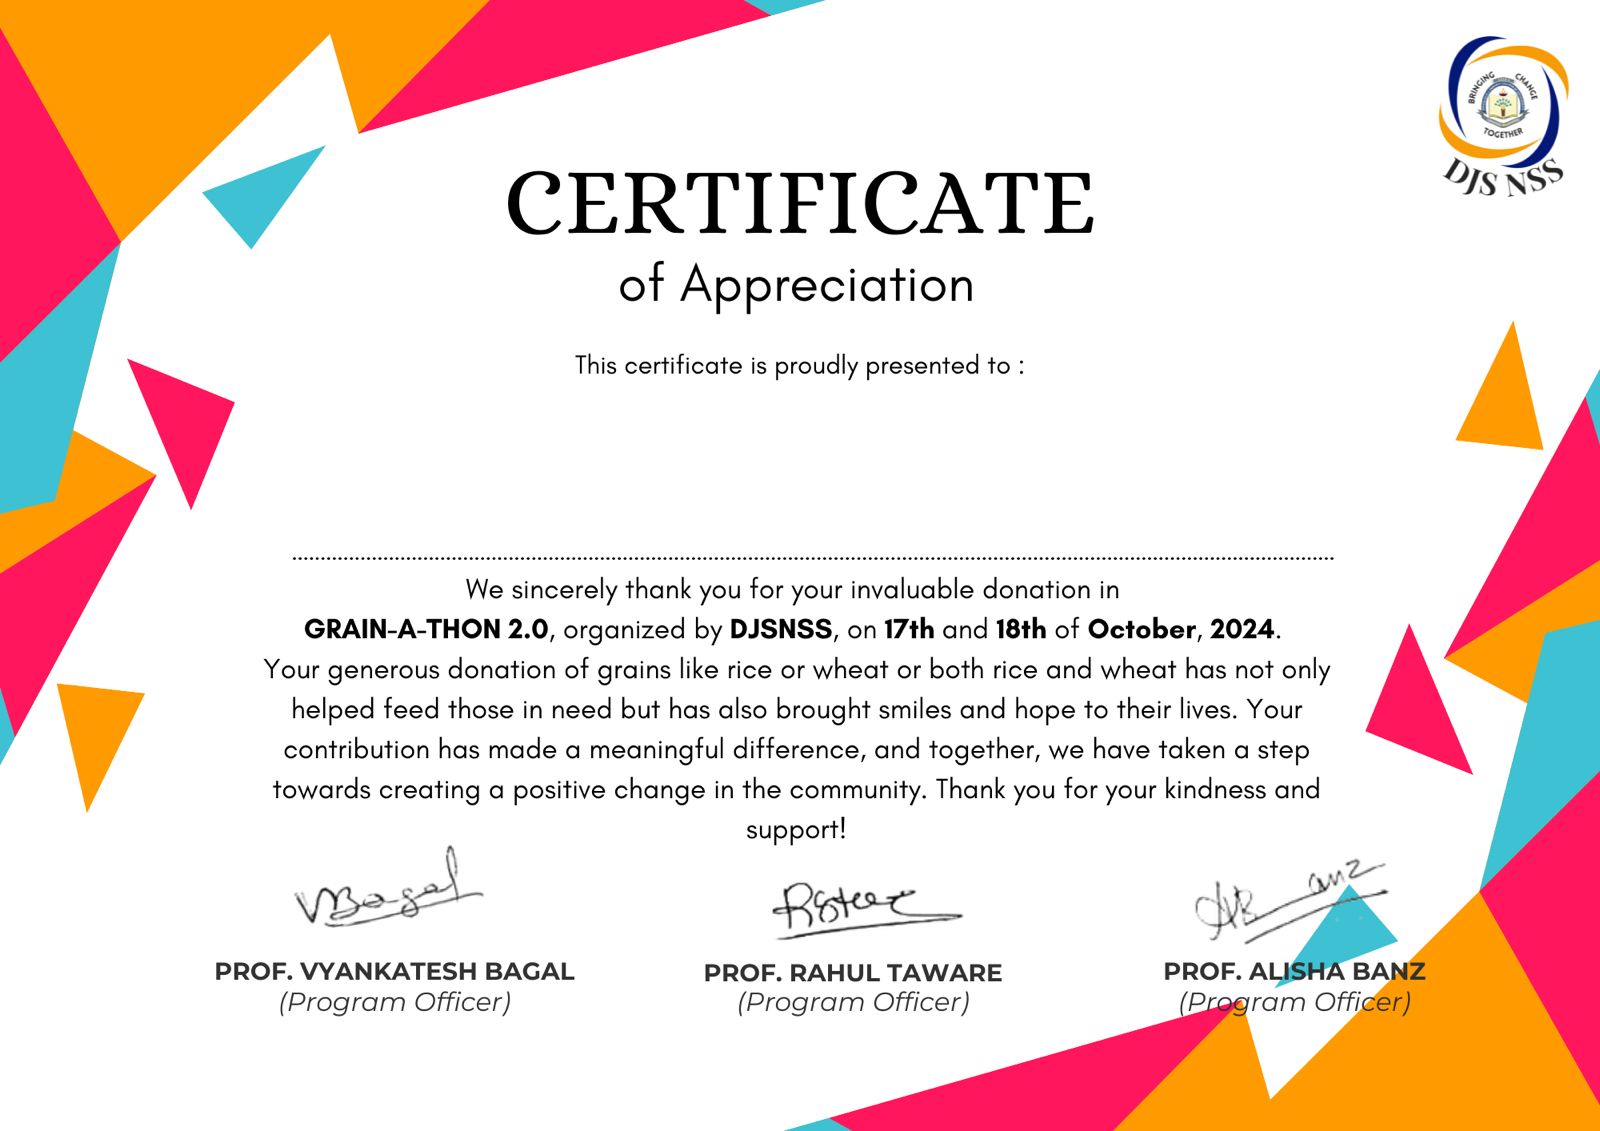 BRINGING CHANGE
TOGETHER
DJS NSS
CERTIFICATE
of Appreciation
This certificate is proudly presented to :
We sincerely thank you for your invaluable donation in
GRAIN-A-THON 2.0, organized by DJSNSS, on 17th and 18th of October, 2024.
Your generous donation of grains like rice or wheat or both rice and wheat has not only
helped feed those in need but has also brought smiles and hope to their lives. Your
contribution has made a meaningful difference, and together, we have taken a step
towards creating a positive change in the community. Thank you for your kindness and
support!
VBagal
PROF. VYANKATESH BAGAL
(Program Officer)
PROF. RAHUL TAWARE
(Program Officer)
PROF. ALISHA BANZ
(Program Officer)